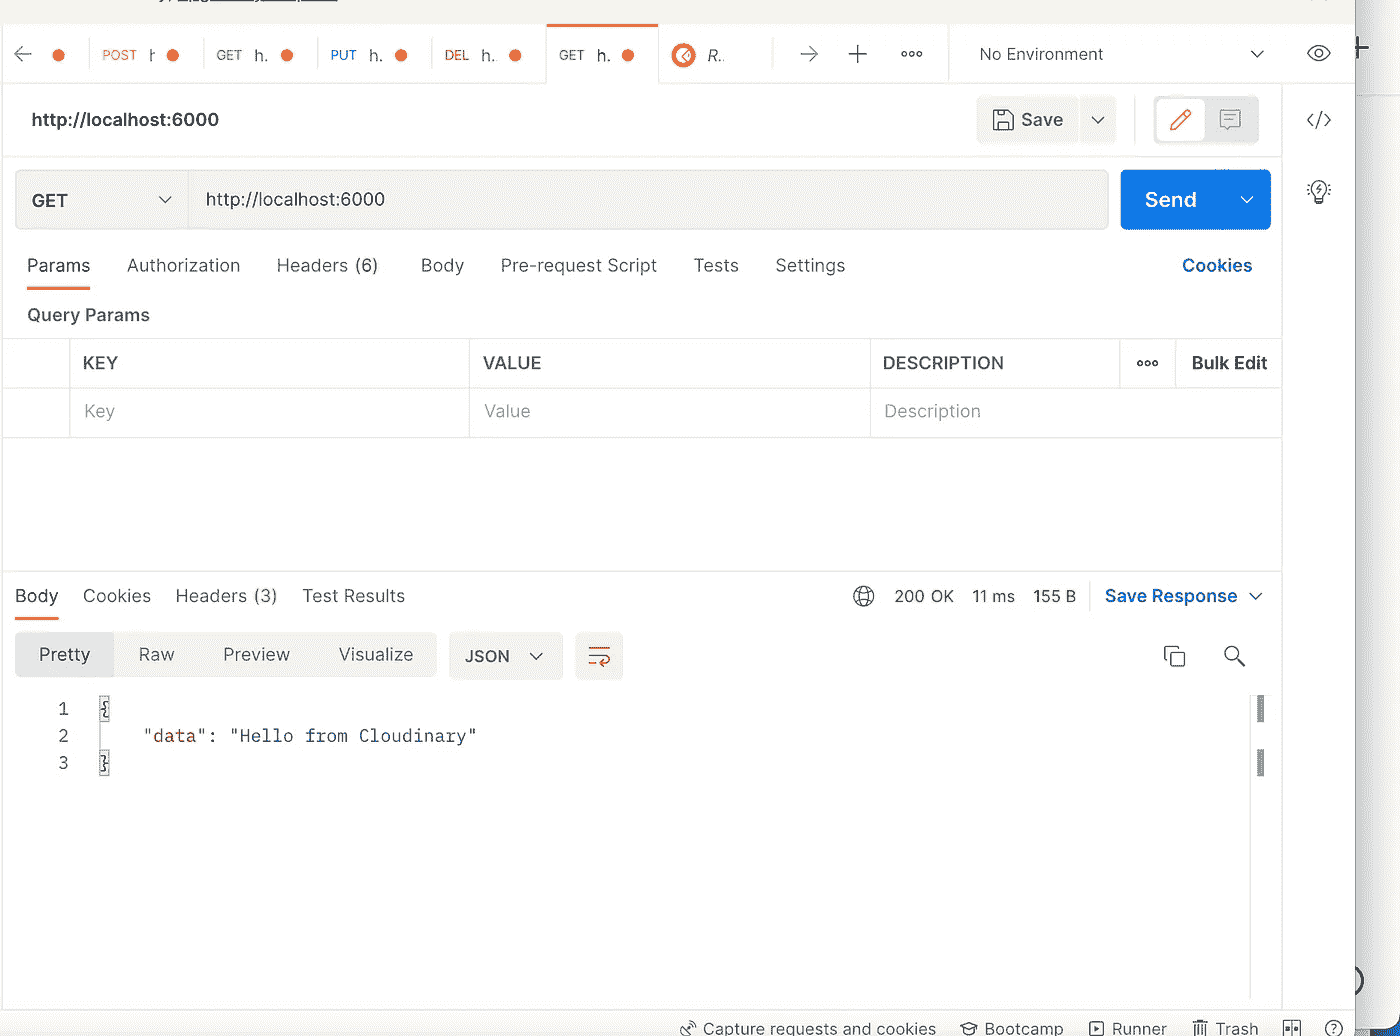 POST h GET h. PUT h. DEL h.. GET h. R.. No Environment
http://localhost:6000 Save
GET http://localhost:6000 Send
Params Authorization Headers (6) Body Pre-request Script Tests Settings Cookies
Query Params
KEY VALUE DESCRIPTION Bulk Edit
Key Value Description
Body Cookies Headers (3) Test Results 200 OK 11 ms 155 B Save Response
Pretty Raw Preview Visualize JSON
1 {
2 "data": "Hello from Cloudinary"
3 }
Capture requests and cookies Bootcamp Runner Trash